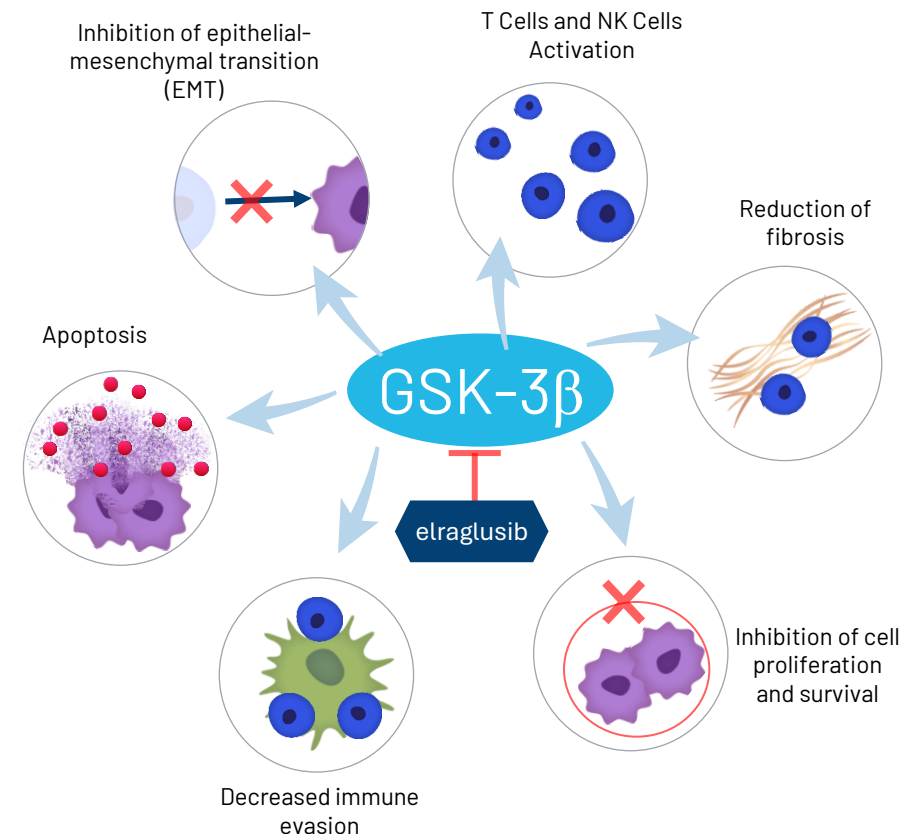 Inhibition of epithelial-
mesenchymal transition
(EMT)
T Cells and NK Cells
Activation
Reduction of
fibrosis
Apoptosis
GSK-3β
elraglusib
Inhibition of cell
proliferation
and survival
Decreased immune
evasion